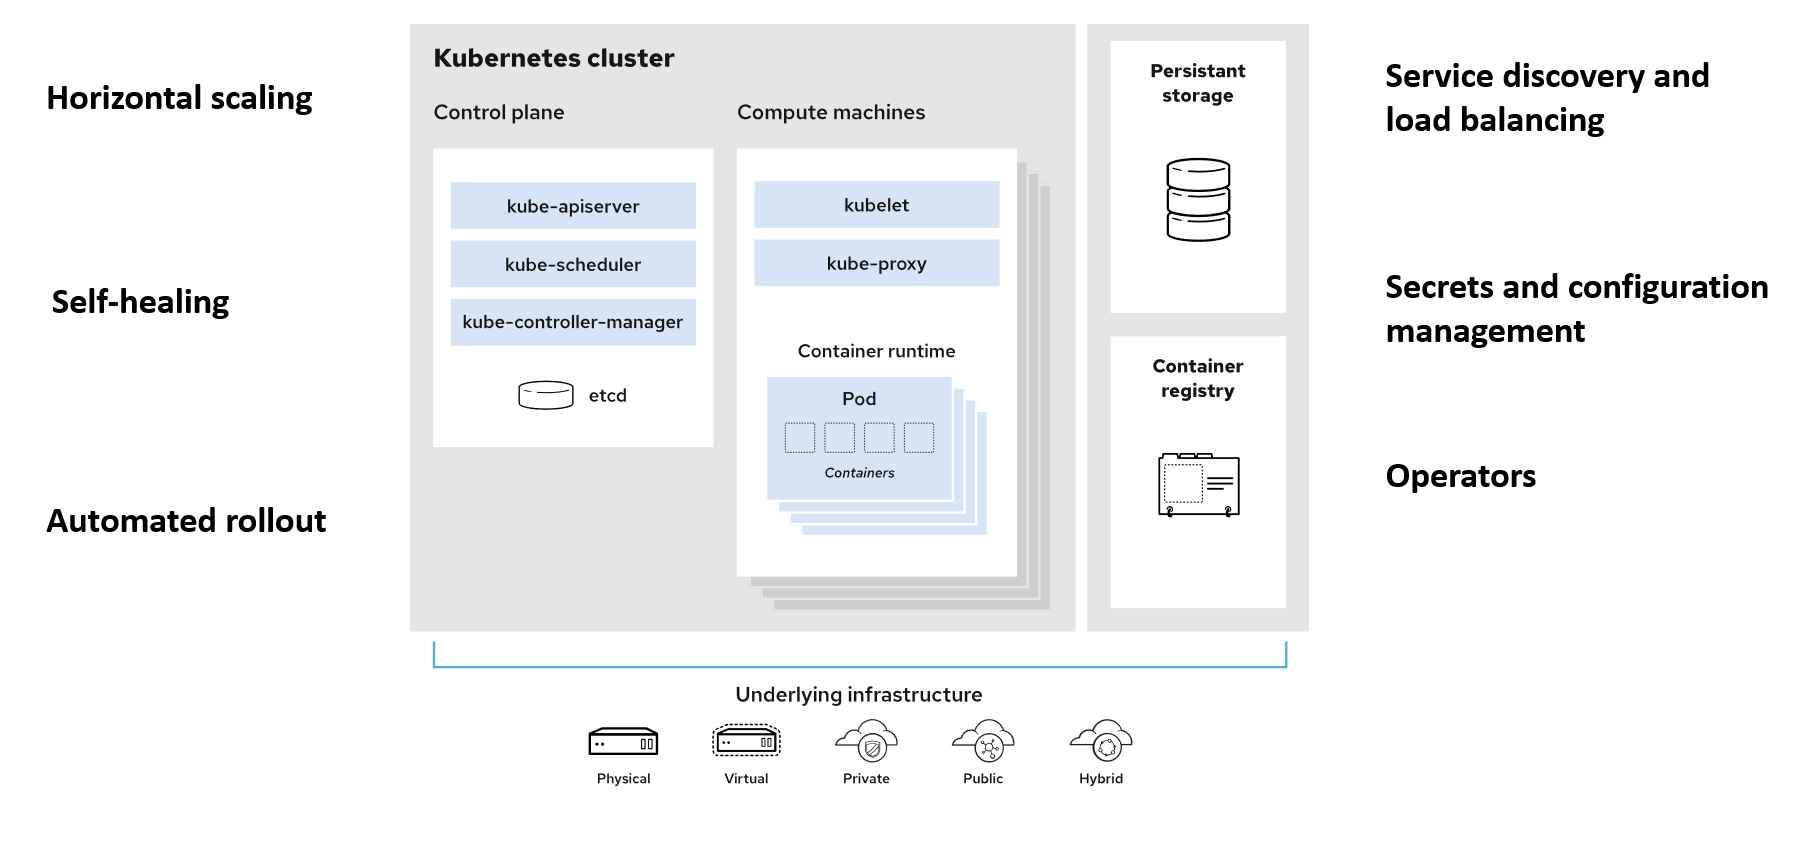 Horizontal scaling
Self-healing
Automated rollout
Kubernetes cluster
Control plane
kube-apiserver
kube-scheduler
kube-controller-manager
etcd
Compute machines
kubelet
kube-proxy
Container runtime
Pod
Containers
Persistant
storage
Container
registry
Service discovery and
load balancing
Secrets and configuration
management
Operators
Underlying infrastructure
Physical
Virtual
Private
Public
Hybrid